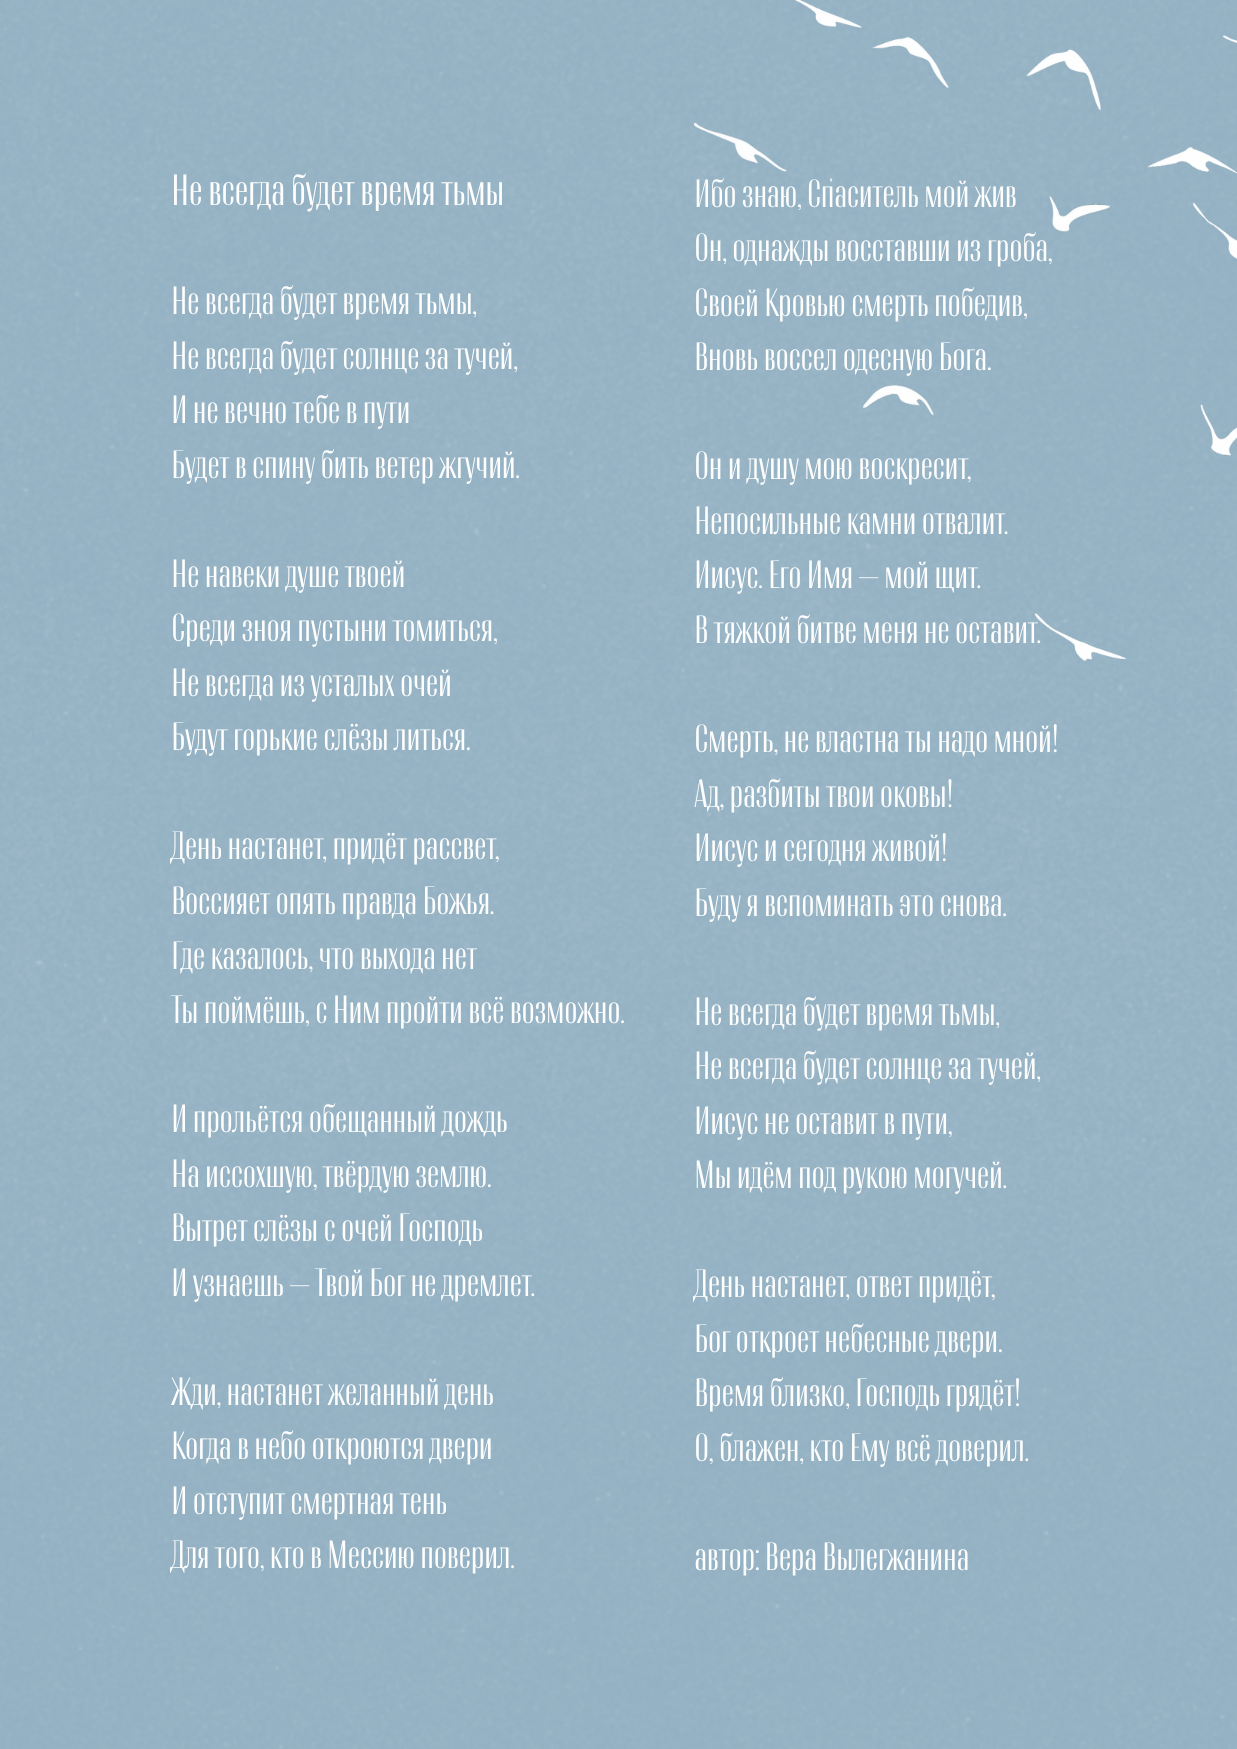 Не всегда будет время тьмы
Не всегда будет время тьмы,
Не всегда будет солнце за тучей,
И не вечно тебе в пути
Будет в спину бить ветер жгучий.
Не навеки душе твоей
Среди зноя пустыни томиться,
Не всегда из усталых очей
Будут горькие слёзы литься.
День настанет, придёт рассвет,
Воссияет опять правда Божья.
Где казалось, что выхода нет
Ты поймёшь, с Ним пройти всё возможно.
И прольётся обещанный дождь
На иссохшую, твёрдую землю.
Вытрет слёзы с очей Господь
И узнаешь — Твой Бог не дремлет.
Жди, настанет желанный день
Когда в небо откроются двери
И отступит смертная тень
Для того, кто в Мессию поверил.
Ибо знаю, Спаситель мой жив
Он, однажды восставши из гроба,
Своей Кровью смерть победив,
Вновь воссел одесную Бога.
Он и душу мою воскресит,
Непосильные камни отвалит.
Иисус. Его Имя — мой щит.
В тяжкой битве меня не оставит.
Смерть, не властна ты надо мной!
Ад, разбиты твои оковы!
Иисус и сегодня живой!
Буду я вспоминать это снова.
Не всегда будет время тьмы,
Не всегда будет солнце за тучей,
Иисус не оставит в пути,
Мы идём под рукою могучей.
День настанет, ответ придёт,
Бог откроет небесные двери.
Время близко, Господь грядёт!
О, блажен, кто Ему всё доверил.
автор: Вера Вылегжанина